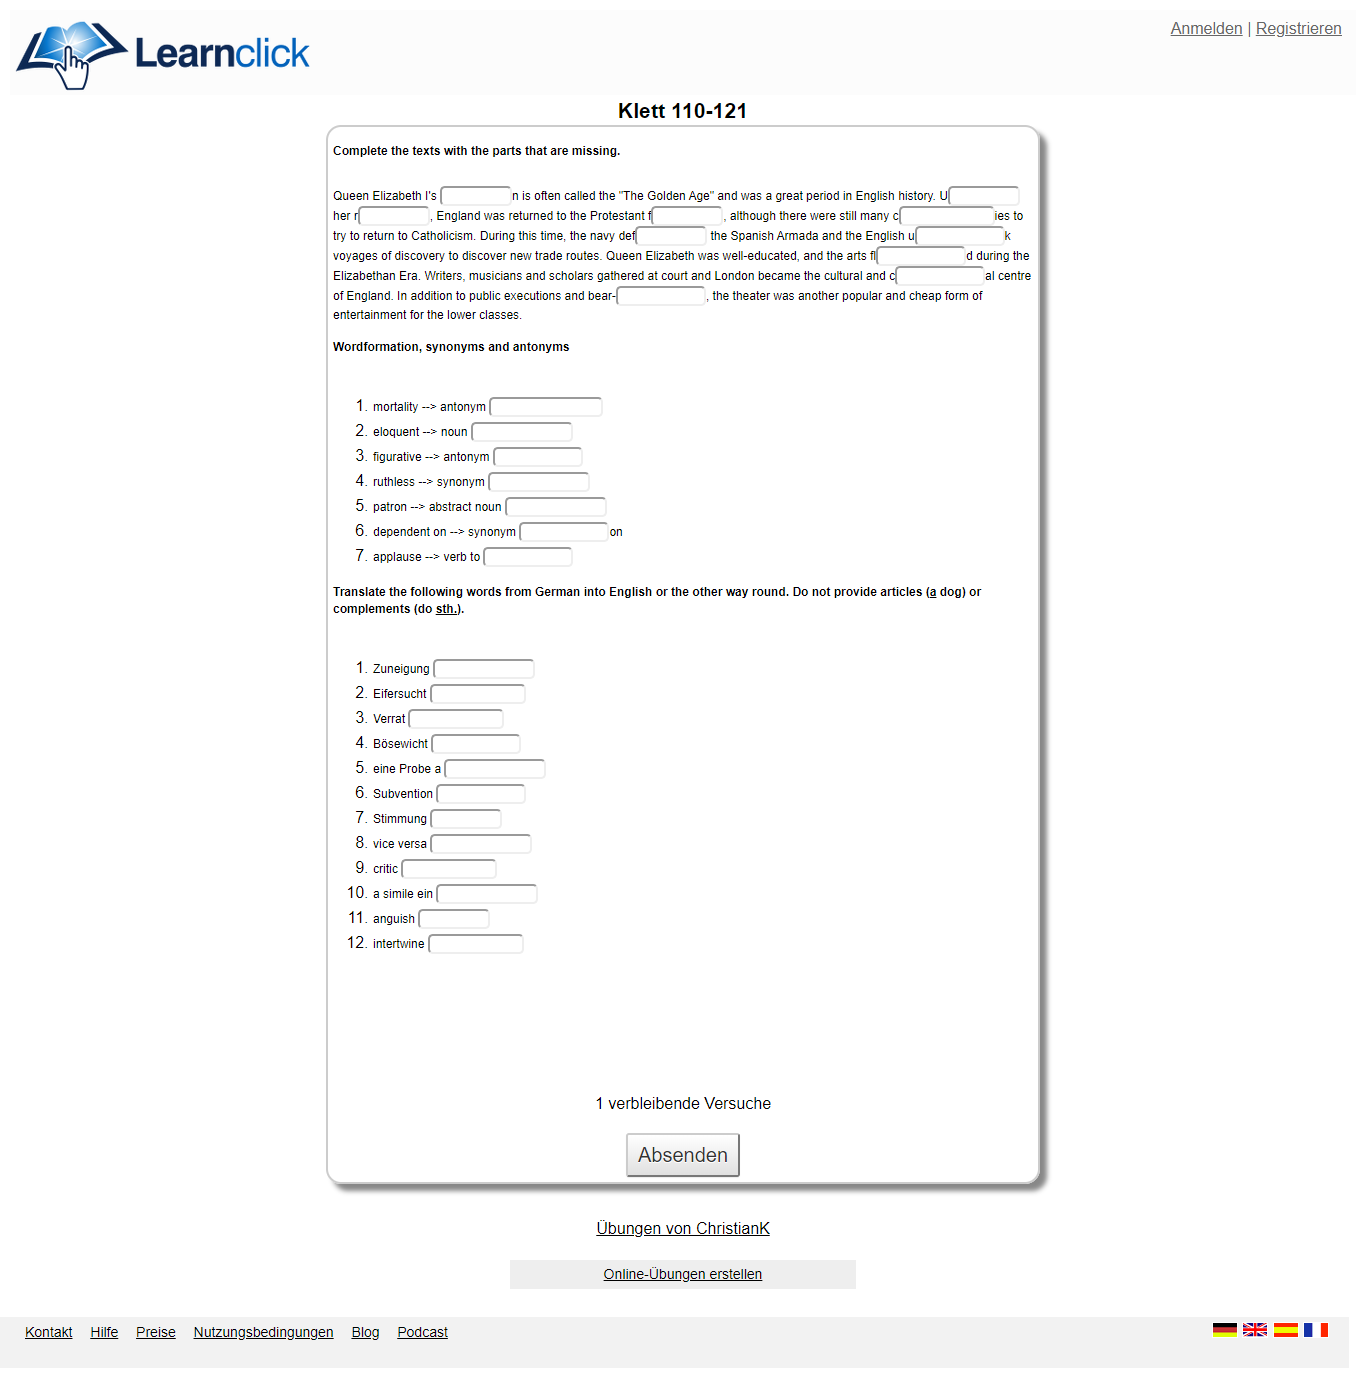 Learnclick
Anmelden | Registrieren
Klett 110-121
Complete the texts with the parts that are missing.
Queen Elizabeth I's n is often called the "The Golden Age" and was a great period in English history. U
her r , England was returned to the Protestant f , although there were still many c ies to
try to return to Catholicism. During this time, the navy def the Spanish Armada and the English u k
voyages of discovery to discover new trade routes. Queen Elizabeth was well-educated, and the arts fl d during the
Elizabethan Era. Writers, musicians and scholars gathered at court and London became the cultural and c al centre
of England. In addition to public executions and bear- , the theater was another popular and cheap form of
entertainment for the lower classes.
Wordformation, synonyms and antonyms
1. mortality --> antonym
2. eloquent --> noun
3. figurative --> antonym
4. ruthless --> synonym
5. patron --> abstract noun
6. dependent on --> synonym on
7. applause --> verb to
Translate the following words from German into English or the other way round. Do not provide articles (a dog) or
complements (do sth.).
1. Zuneigung
2. Eifersucht
3. Verrat
4. Bösewicht
5. eine Probe a
6. Subvention
7. Stimmung
8. vice versa
9. critic
10. a simile ein
11. anguish
12. intertwine
1 verbleibende Versuche
Absenden
Übungen von ChristianK
Online-Übungen erstellen
Kontakt Hilfe Preise Nutzungsbedingungen Blog Podcast